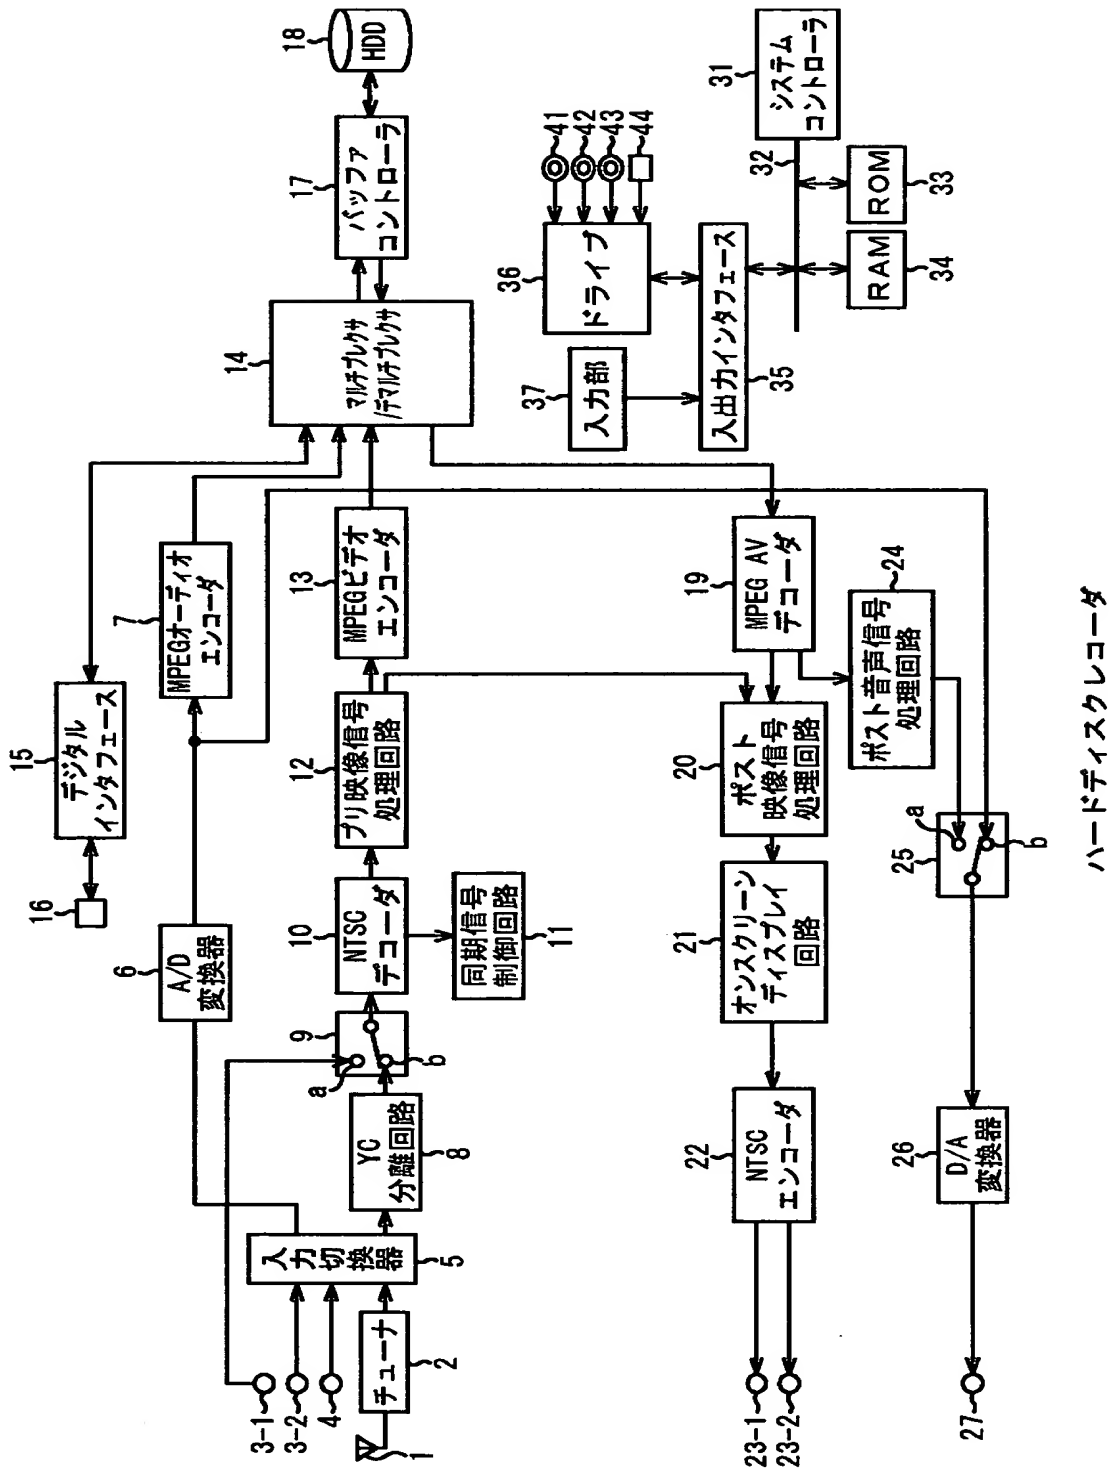 1
チューナ
2
3-1
3-2
4
入力切換器
5
A/D
変換器
6
MPEGオーディオ
エンコーダ
7
YC
分離回路
8
9
a
b
NTSC
デコーダ
10
同期信号
制御回路
11
プリ映像信号
処理回路
12
MPEGビデオ
エンコーダ
13
マルチプレクサ
/デマルチプレクサ
14
デジタル
インタフェース
15
16
バッファ
コントローラ
17
HDD
18
MPEG AV
デコーダ
19
ポスト
映像信号
処理回路
20
オンスクリーン
ディスプレイ
回路
21
NTSC
エンコーダ
22
23-1
23-2
ポスト音声信号
処理回路
24
25
a
b
D/A
変換器
26
27
システム
コントローラ
31
32
ROM
33
RAM
34
入出力インタフェース
35
ドライブ
36
入力部
37
41
42
43
44
ハードディスクレコーダ